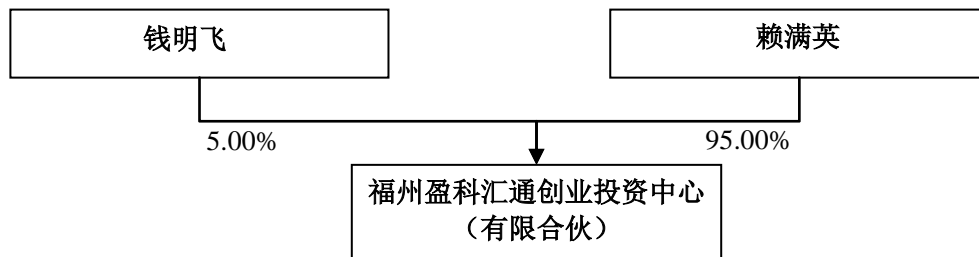 钱明飞
赖满英
5.00%
95.00%
福州盈科汇通创业投资中心
（有限合伙）